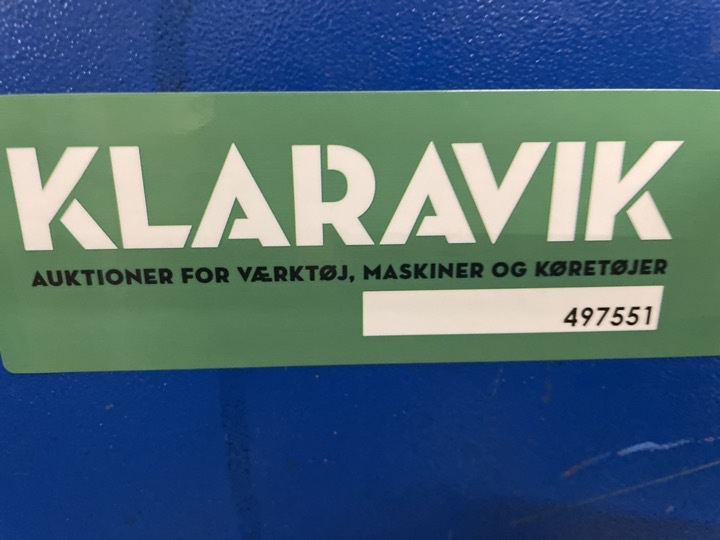 KLARAVIK
AUKTIONER FOR VÆRKTØJ, MASKINER OG KØRETØJER
497551